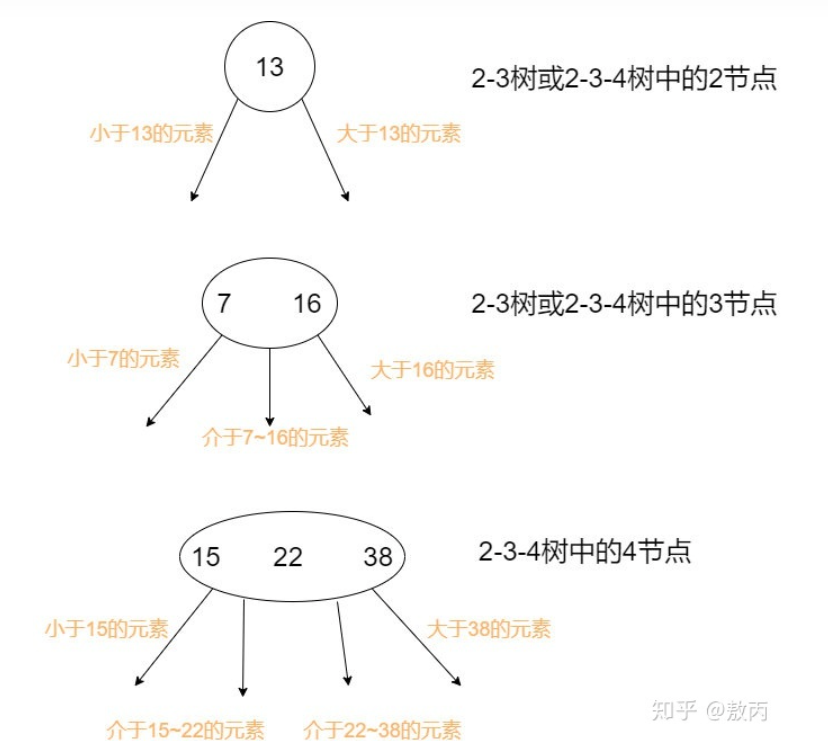 13
2-3树或2-3-4树中的2节点
小于13的元素
大于13的元素
7 16
2-3树或2-3-4树中的3节点
小于7的元素
大于16的元素
介于7~16的元素
15 22 38
2-3-4树中的4节点
小于15的元素
大于38的元素
介于15~22的元素
介于22~38的元素
知乎 @敖丙